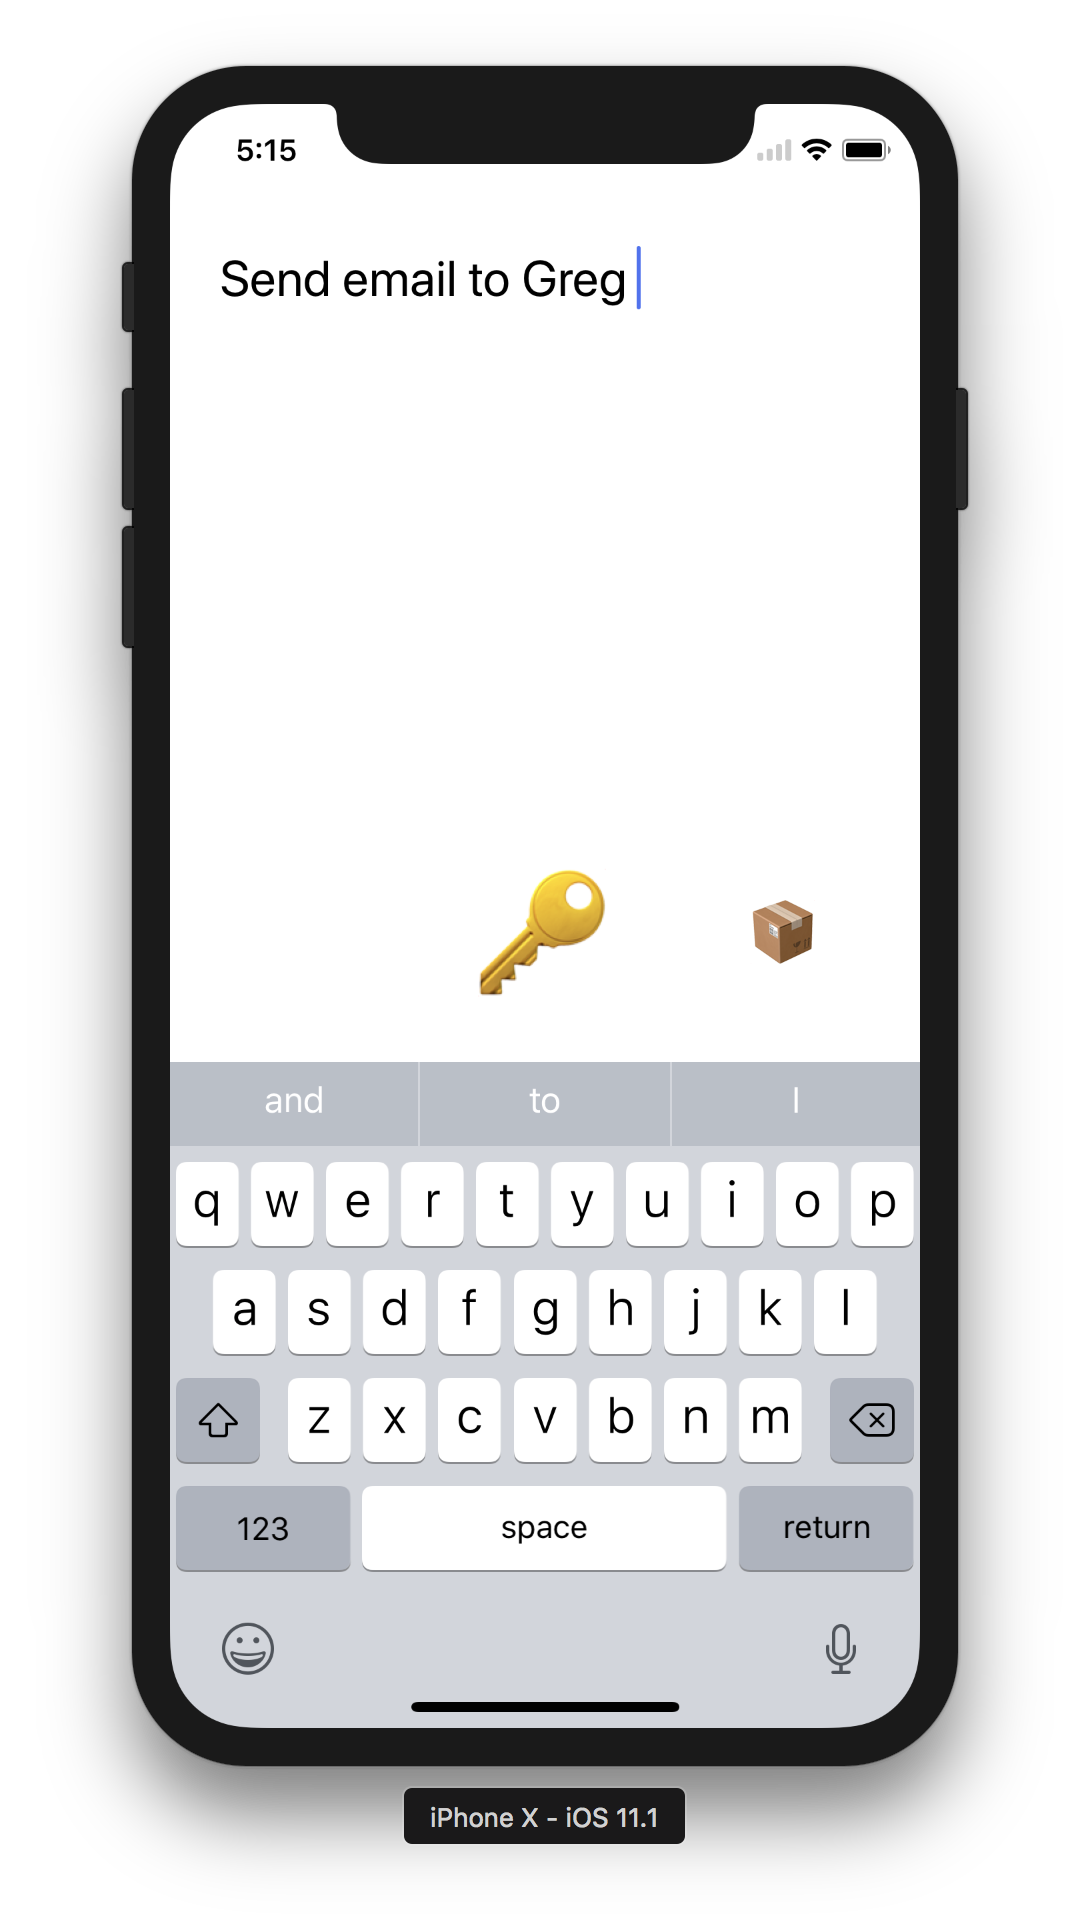 5:15
Send email to Greg
and to I
q w e r t y u i o p
a s d f g h j k l
z x c v b n m
123 space return
iPhone X - iOS 11.1